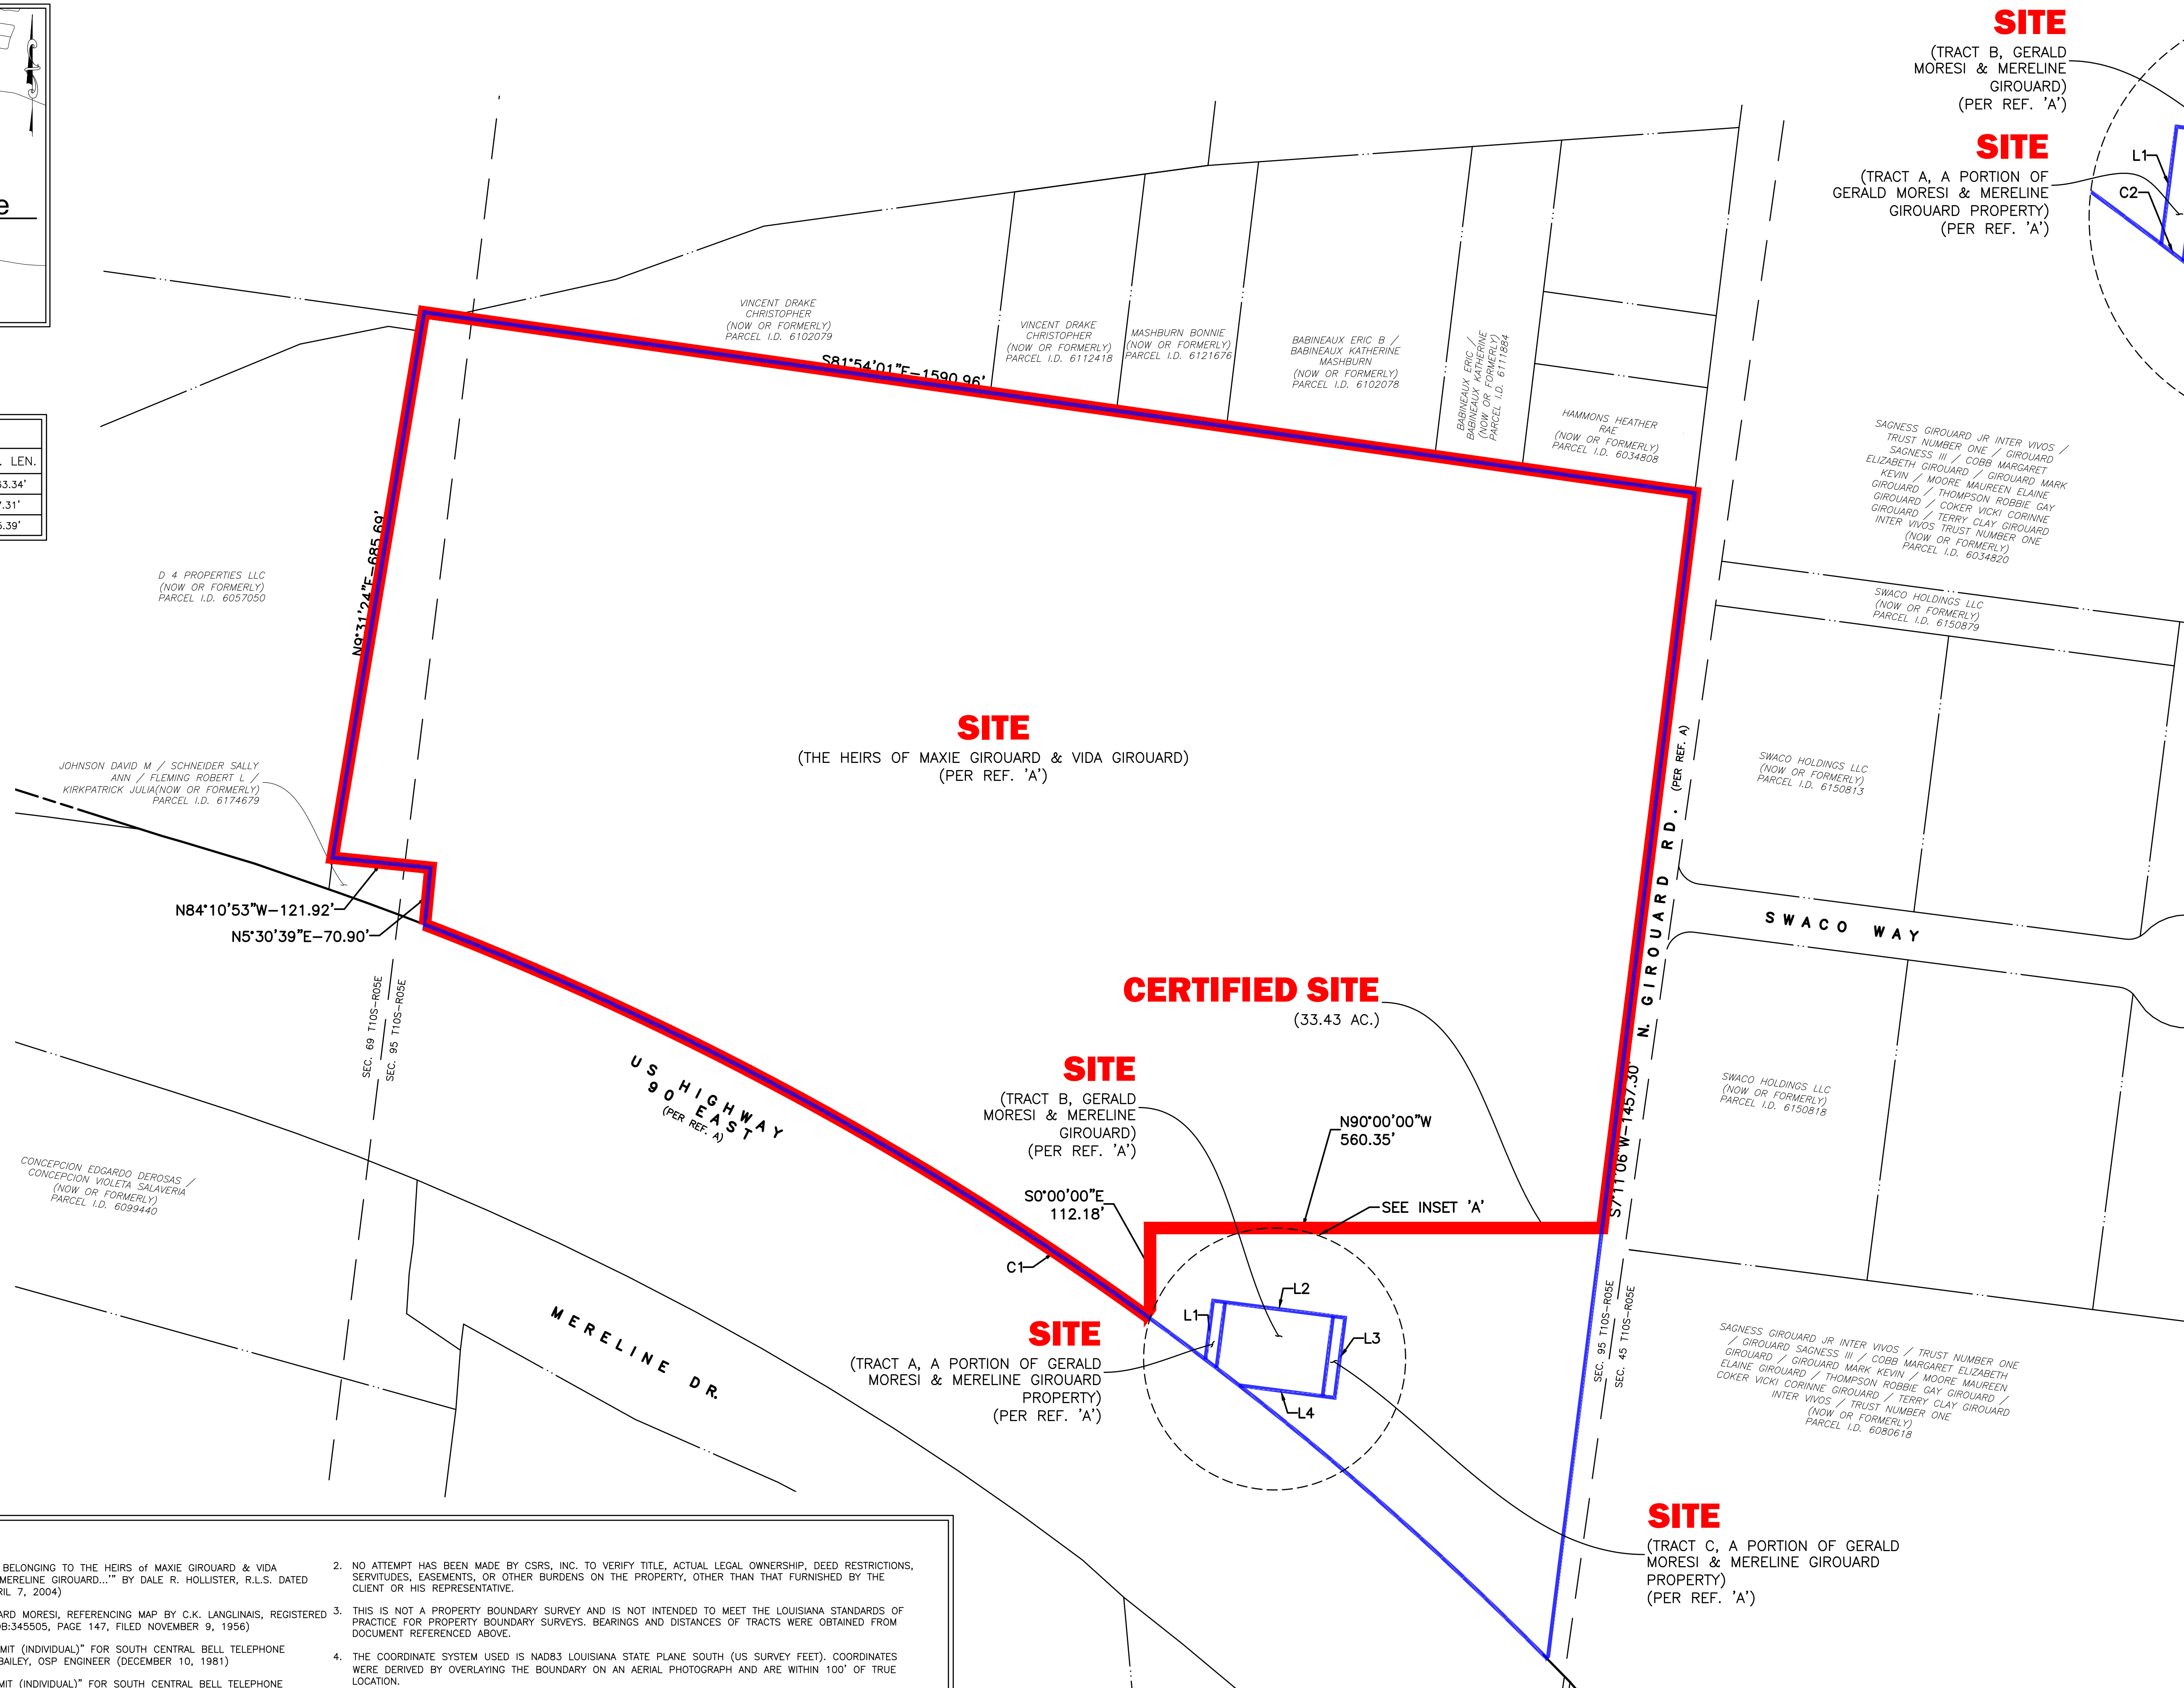 SITE
(TRACT B, GERALD
MORESI & MERELINE
GIROUARD)
(PER REF. 'A')
SITE
(TRACT A, A PORTION OF
GERALD MORESI & MERELINE
GIROUARD PROPERTY)
(PER REF. 'A')
L1
C2
e
. LEN.
63.34'
7.31'
5.39'
VINCENT DRAKE
CHRISTOPHER
(NOW OR FORMERLY)
PARCEL I.D. 6102079
VINCENT DRAKE
CHRISTOPHER
(NOW OR FORMERLY)
PARCEL I.D. 6112418
MASHBURN BONNIE
(NOW OR FORMERLY)
PARCEL I.D. 6121676
BABINEAUX ERIC B /
BABINEAUX KATHERINE
MASHBURN
(NOW OR FORMERLY)
PARCEL I.D. 6102078
BABINEAUX ERIC /
BABINEAUX KATHERINE
(NOW OR FORMERLY)
PARCEL I.D. 6111884
HAMMONS HEATHER
RAE
(NOW OR FORMERLY)
PARCEL I.D. 6034808
S81°54'01"E-1590.96'
N9°31'24"E-685.69'
SAGNESS GIROUARD JR INTER VIVOS /
TRUST NUMBER ONE / GIROUARD
SAGNESS III / COBB MARGARET
ELIZABETH GIROUARD / GIROUARD MARK
KEVIN / MOORE MAUREEN ELAINE
GIROUARD / THOMPSON ROBBIE GAY
GIROUARD / COKER VICKI CORINNE
GIROUARD / TERRY CLAY GIROUARD
INTER VIVOS TRUST NUMBER ONE
(NOW OR FORMERLY)
PARCEL I.D. 6034820
D 4 PROPERTIES LLC
(NOW OR FORMERLY)
PARCEL I.D. 6057050
SWACO HOLDINGS LLC
(NOW OR FORMERLY)
PARCEL I.D. 6150879
SITE
(THE HEIRS OF MAXIE GIROUARD & VIDA GIROUARD)
(PER REF. 'A')
JOHNSON DAVID M / SCHNEIDER SALLY
ANN / FLEMING ROBERT L /
KIRKPATRICK JULIA(NOW OR FORMERLY)
PARCEL I.D. 6174679
SWACO HOLDINGS LLC
(NOW OR FORMERLY)
PARCEL I.D. 6150813
N84°10'53"W-121.92'
N5°30'39"E-70.90'
N. GIROUARD RD. (PER REF. A)
SWACO WAY
SEC. 69 T10S-R05E
SEC. 95 T10S-R05E
CERTIFIED SITE
(33.43 AC.)
US HIGHWAY
90 EAST
(PER REF. A)
SITE
(TRACT B, GERALD
MORESI & MERELINE
GIROUARD)
(PER REF. 'A')
N90°00'00"W
560.35'
S7°11'06"W-1457.30'
SWACO HOLDINGS LLC
(NOW OR FORMERLY)
PARCEL I.D. 6150818
CONCEPCION EDGARDO DEROSAS /
CONCEPCION VIOLETA SALAVERIA
(NOW OR FORMERLY)
PARCEL I.D. 6099440
S0°00'00"E
112.18'
SEE INSET 'A'
C1
L2
L1
L3
L4
SEC. 95 T10S-R05E
SEC. 45 T10S-R05E
MERELINE DR.
SITE
(TRACT A, A PORTION OF GERALD
MORESI & MERELINE GIROUARD
PROPERTY)
(PER REF. 'A')
SAGNESS GIROUARD JR INTER VIVOS / TRUST NUMBER ONE
/ GIROUARD SAGNESS III / COBB MARGARET ELIZABETH
GIROUARD / GIROUARD MARK KEVIN / MOORE MAUREEN
ELAINE GIROUARD / THOMPSON ROBBIE GAY GIROUARD /
COKER VICKI CORINNE GIROUARD / TERRY CLAY GIROUARD
INTER VIVOS / TRUST NUMBER ONE
(NOW OR FORMERLY)
PARCEL I.D. 6080618
SITE
(TRACT C, A PORTION OF GERALD
MORESI & MERELINE GIROUARD
PROPERTY)
(PER REF. 'A')
BELONGING TO THE HEIRS of MAXIE GIROUARD & VIDA
MERELINE GIROUARD...'" BY DALE R. HOLLISTER, R.L.S. DATED
RIL 7, 2004)
ARD MORESI, REFERENCING MAP BY C.K. LANGLINAIS, REGISTERED
OB:345505, PAGE 147, FILED NOVEMBER 9, 1956)
MIT (INDIVIDUAL)" FOR SOUTH CENTRAL BELL TELEPHONE
BAILEY, OSP ENGINEER (DECEMBER 10, 1981)
MIT (INDIVIDUAL)" FOR SOUTH CENTRAL BELL TELEPHONE
2. NO ATTEMPT HAS BEEN MADE BY CSRS, INC. TO VERIFY TITLE, ACTUAL LEGAL OWNERSHIP, DEED RESTRICTIONS,
SERVITUDES, EASEMENTS, OR OTHER BURDENS ON THE PROPERTY, OTHER THAN THAT FURNISHED BY THE
CLIENT OR HIS REPRESENTATIVE.
3. THIS IS NOT A PROPERTY BOUNDARY SURVEY AND IS NOT INTENDED TO MEET THE LOUISIANA STANDARDS OF
PRACTICE FOR PROPERTY BOUNDARY SURVEYS. BEARINGS AND DISTANCES OF TRACTS WERE OBTAINED FROM
DOCUMENT REFERENCED ABOVE.
4. THE COORDINATE SYSTEM USED IS NAD83 LOUISIANA STATE PLANE SOUTH (US SURVEY FEET). COORDINATES
WERE DERIVED BY OVERLAYING THE BOUNDARY ON AN AERIAL PHOTOGRAPH AND ARE WITHIN 100' OF TRUE
LOCATION.